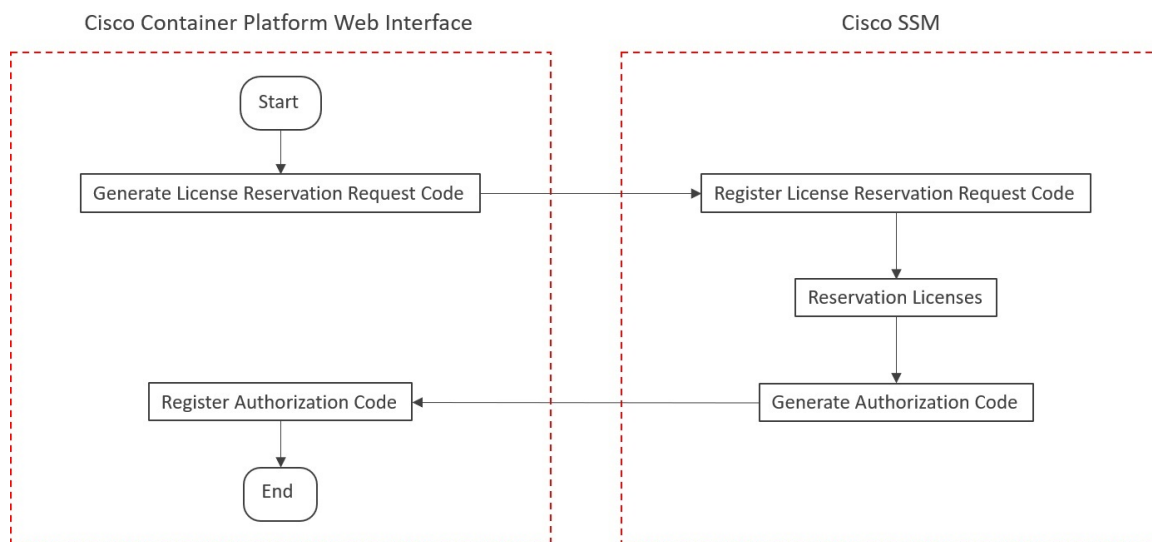 Cisco Container Platform Web Interface
Cisco SSM
Start
Generate License Reservation Request Code
Register License Reservation Request Code
Reservation Licenses
Register Authorization Code
Generate Authorization Code
End